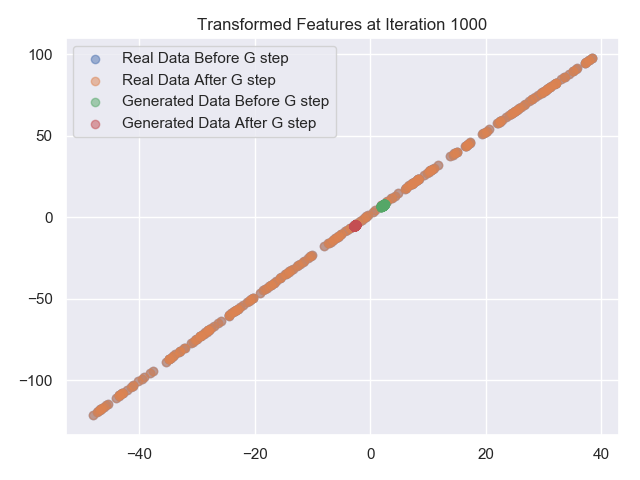 Transformed Features at Iteration 1000
Real Data Before G step
Real Data After G step
Generated Data Before G step
Generated Data After G step
100
50
0
−50
−100
−40
−20
0
20
40